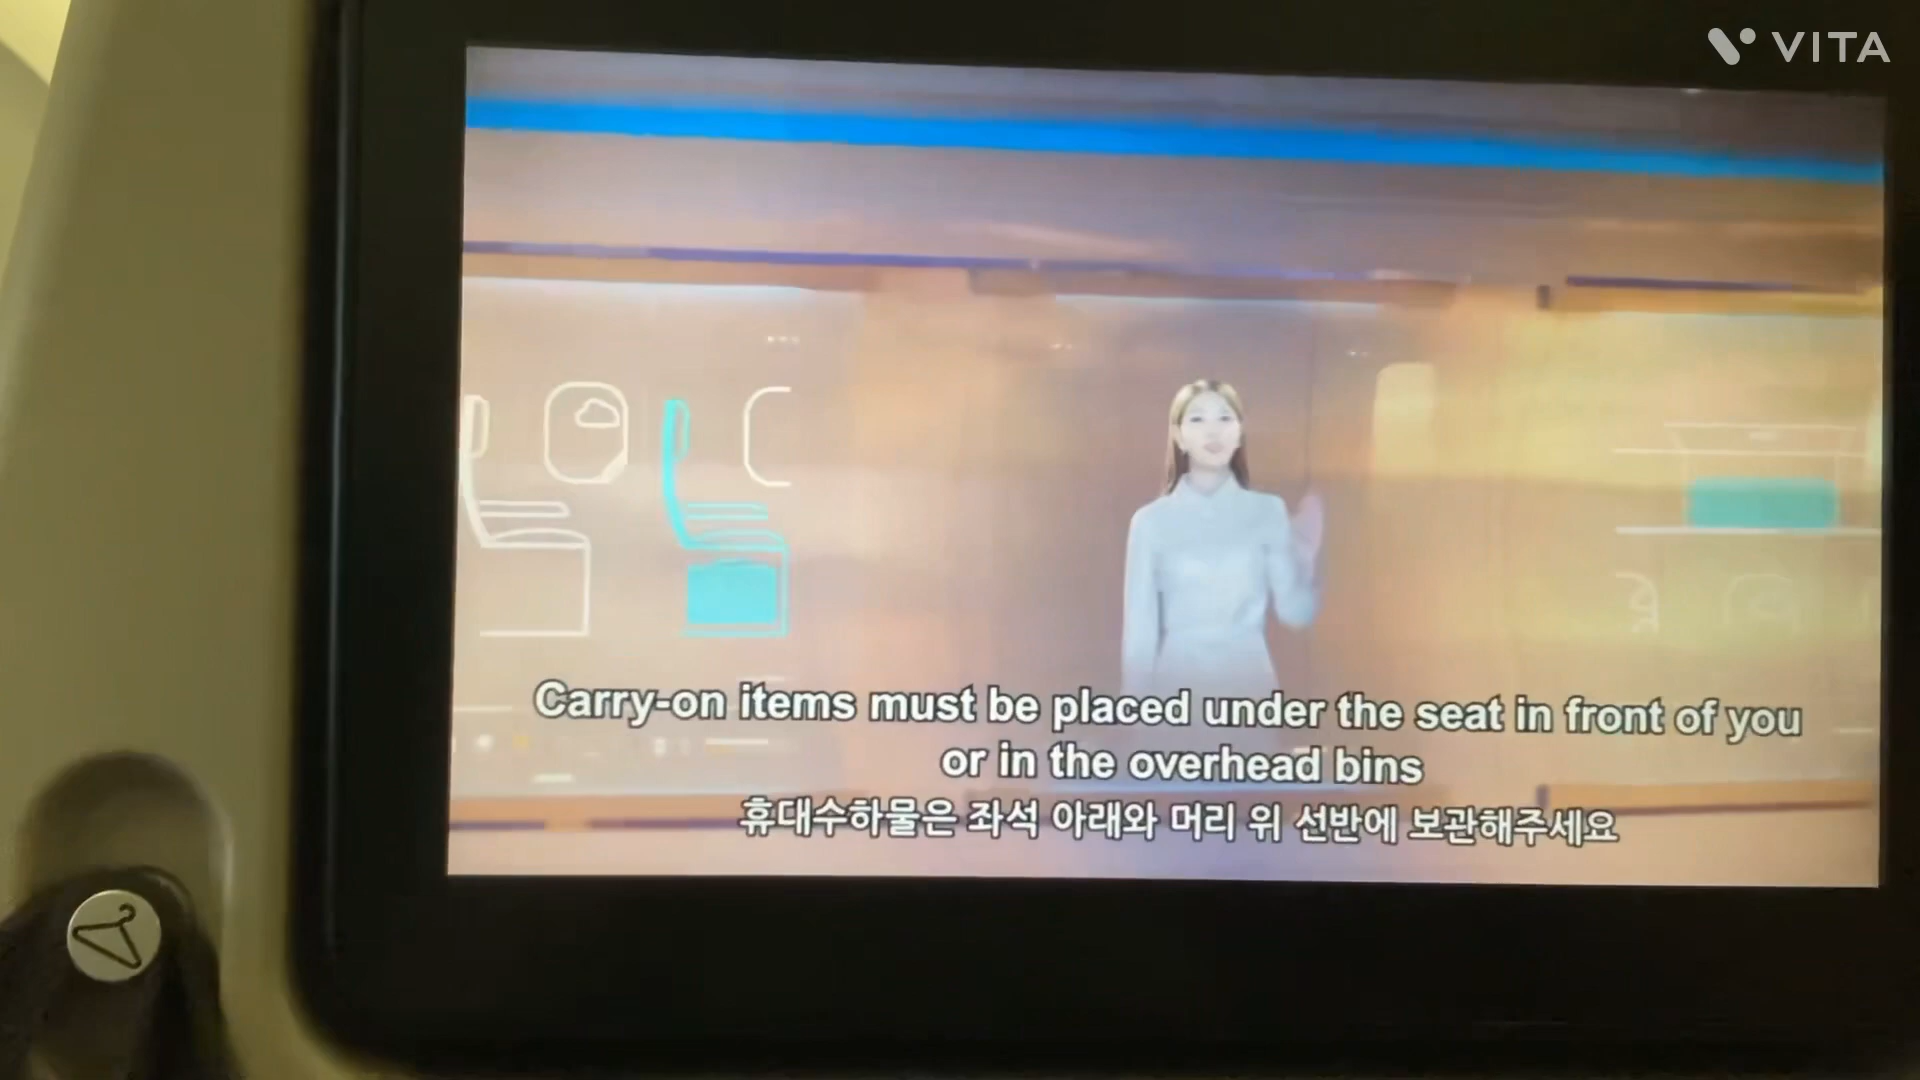 VITA
Carry-on items must be placed under the seat in front of you
or in the overhead bins
휴대수하물은 좌석 아래와 머리 위 선반에 보관해주세요